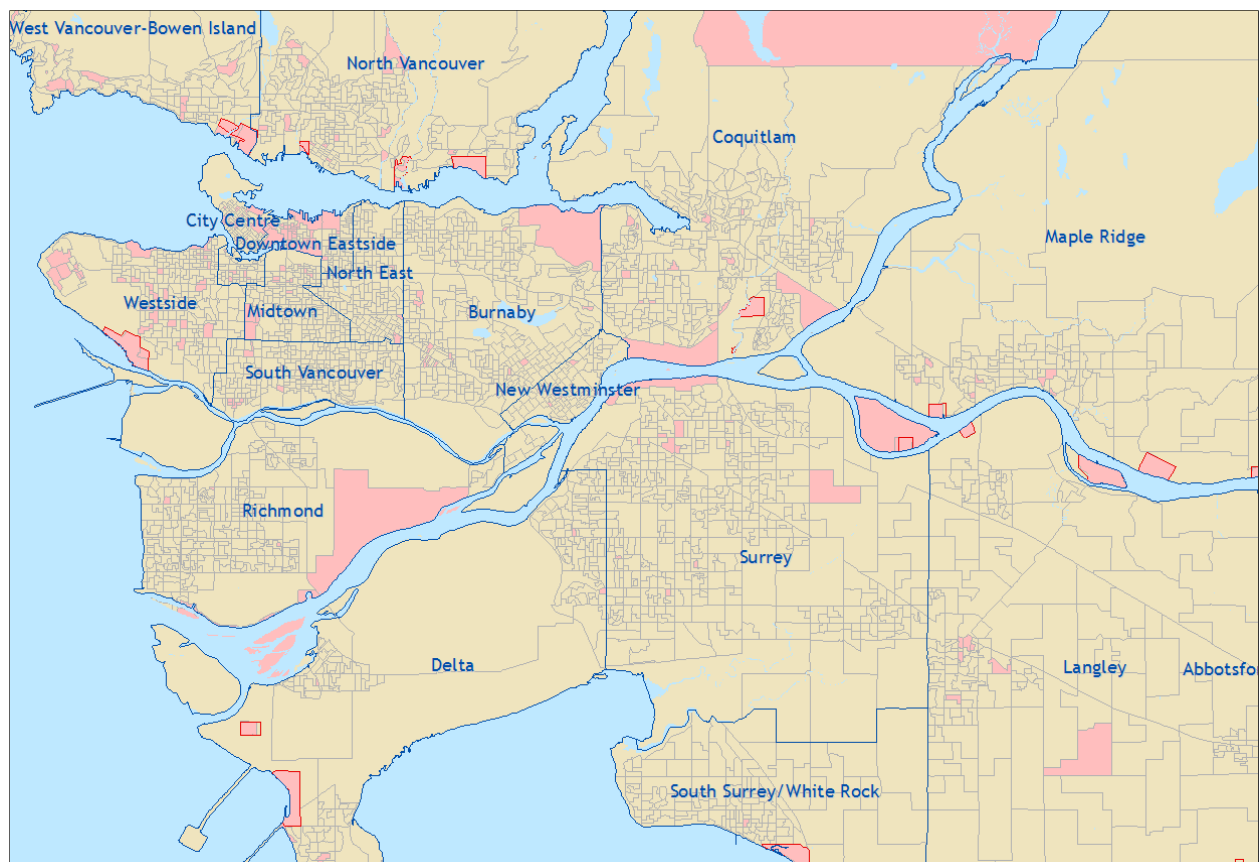 West Vancouver-Bowen Island
North Vancouver
Coquitlam
City Centre
Downtown Eastside
Maple Ridge
North East
Westside
Midtown
Burnaby
South Vancouver
New Westminster
Richmond
Surrey
Delta
Langley
Abbotsfor
South Surrey/White Rock